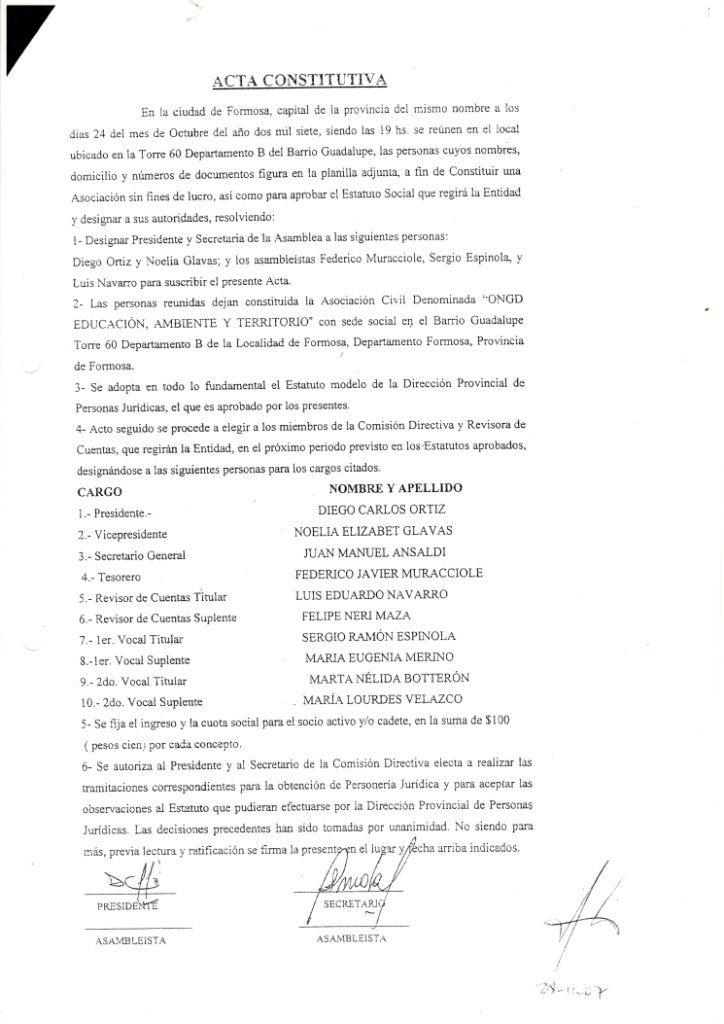 ACTA CONSTITUTIVA
En la ciudad de Formosa, capital de la provincia del mismo nombre a los
dias 24 del mes de Octubre del año dos mil siete, siendo las 19 hs. se reúnen en el local
ubicado en la Torre 60 Departamento B del Barrio Guadalupe, las personas cuyos nombres,
domicilio y números de documentos figura en la planilla adjunta, a fin de Constituir una
Asociación sin fines de lucro, así como para aprobar el Estatuto Social que regirá la Entidad
y designar a sus autoridades, resolviendo:
1- Designar Presidente y Secretaria de la Asamblea a las siguientes personas:
Diego Ortiz y Noelia Glavas; y los asambleístas Federico Muracciole, Sergio Espinola, y
Luis Navarro para suscribir el presente Acta.
2- Las personas reunidas dejan constituida la Asociación Civil Denominada "ONGD
EDUCACIÓN, AMBIENTE Y TERRITORIO" con sede social en el Barrio Guadalupe
Torre 60 Departamento B de la Localidad de Formosa, Departamento Formosa, Provincia
de Formosa.
3- Se adopta en todo lo fundamental el Estatuto modelo de la Dirección Provincial de
Personas Jurídicas, el que es aprobado por los presentes.
4- Acto seguido se procede a elegir a los miembros de la Comisión Directiva y Revisora de
Cuentas, que regirán la Entidad, en el próximo periodo previsto en los Estatutos aprobados,
designándose a las siguientes personas para los cargos citados.
CARGO NOMBRE Y APELLIDO
1.- Presidente.- DIEGO CARLOS ORTIZ
2.- Vicepresidente NOELIA ELIZABET GLAVAS
3.- Secretario General JUAN MANUEL ANSALDI
4.- Tesorero FEDERICO JAVIER MURACCIOLE
5.- Revisor de Cuentas Titular LUIS EDUARDO NAVARRO
6.- Revisor de Cuentas Suplente FELIPE NERI MAZA
7.- 1er. Vocal Titular SERGIO RAMÓN ESPINOLA
8.-1er. Vocal Suplente MARIA EUGENIA MERINO
9.- 2do. Vocal Titular MARTA NÉLIDA BOTTERÓN
10.- 2do. Vocal Suplente MARÍA LOURDES VELAZCO
5- Se fija el ingreso y la cuota social para el socio activo y/o cadete, en la suma de $100
( pesos cien) por cada concepto.
6- Se autoriza al Presidente y al Secretario de la Comisión Directiva electa a realizar las
tramitaciones correspondientes para la obtención de Personería Jurídica y para aceptar las
observaciones al Estatuto que pudieran efectuarse por la Dirección Provincial de Personas
Jurídicas. Las decisiones precedentes han sido tomadas por unanimidad. No siendo para
más, previa lectura y ratificación se firma la presente en el lugar y fecha arriba indicados.
PRESIDENTE SECRETARIO
ASAMBLEISTA ASAMBLEISTA